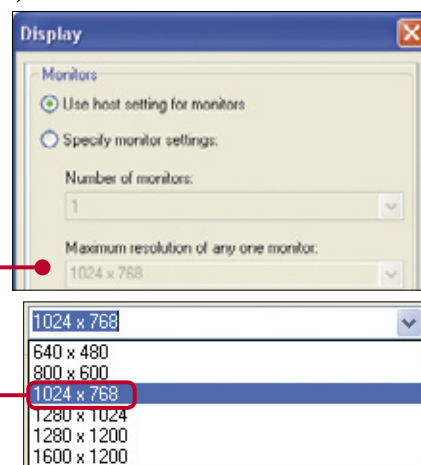 Display
Monitors
Use host setting for monitors
Specify monitor settings:
Number of monitors:
1
Maximum resolution of any one monitor:
1024 x 768
1024 x 768
640 x 480
800 x 600
1024 x 768
1280 x 1024
1280 x 1200
1600 x 1200